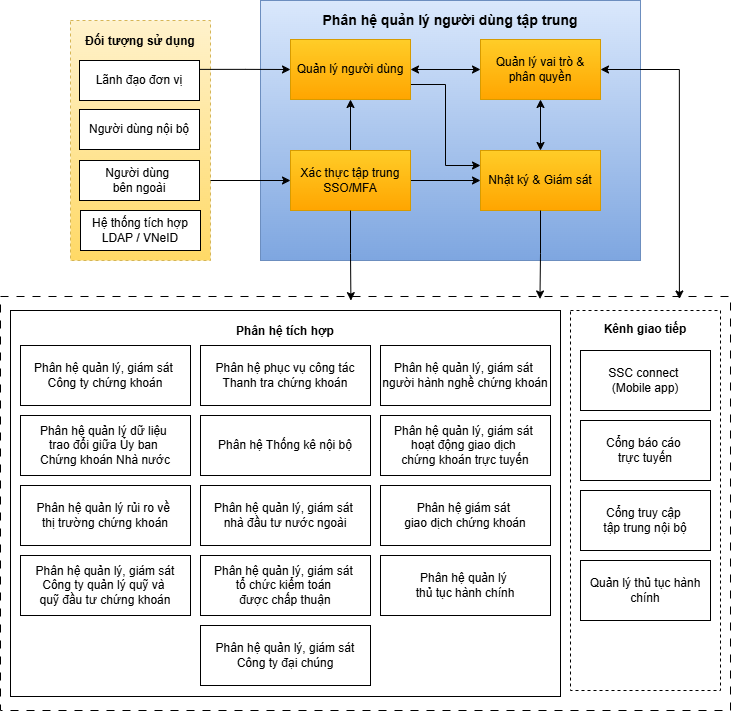 Phân hệ quản lý người dùng tập trung
Đối tượng sử dụng
Lãnh đạo đơn vị
Người dùng nội bộ
Người dùng
bên ngoài
Hệ thống tích hợp
LDAP / VNeID
Quản lý người dùng
Quản lý vai trò &
phân quyền
Xác thực tập trung
SSO/MFA
Nhật ký & Giám sát
Phân hệ tích hợp
Phân hệ quản lý, giám sát
Công ty chứng khoán
Phân hệ phục vụ công tác
Thanh tra chứng khoán
Phân hệ quản lý, giám sát
người hành nghề chứng khoán
Phân hệ quản lý dữ liệu
trao đổi giữa Ủy ban
Chứng khoán Nhà nước
Phân hệ Thống kê nội bộ
Phân hệ quản lý, giám sát
hoạt động giao dịch
chứng khoán trực tuyến
Phân hệ quản lý rủi ro về
thị trường chứng khoán
Phân hệ quản lý, giám sát
nhà đầu tư nước ngoài
Phân hệ giám sát
giao dịch chứng khoán
Phân hệ quản lý, giám sát
Công ty quản lý quỹ và
quỹ đầu tư chứng khoán
Phân hệ quản lý, giám sát
tổ chức kiểm toán
được chấp thuận
Phân hệ quản lý
thủ tục hành chính
Phân hệ quản lý, giám sát
Công ty đại chúng
Kênh giao tiếp
SSC connect
(Mobile app)
Cổng báo cáo
trực tuyến
Cổng truy cập
tập trung nội bộ
Quản lý thủ tục hành
chính